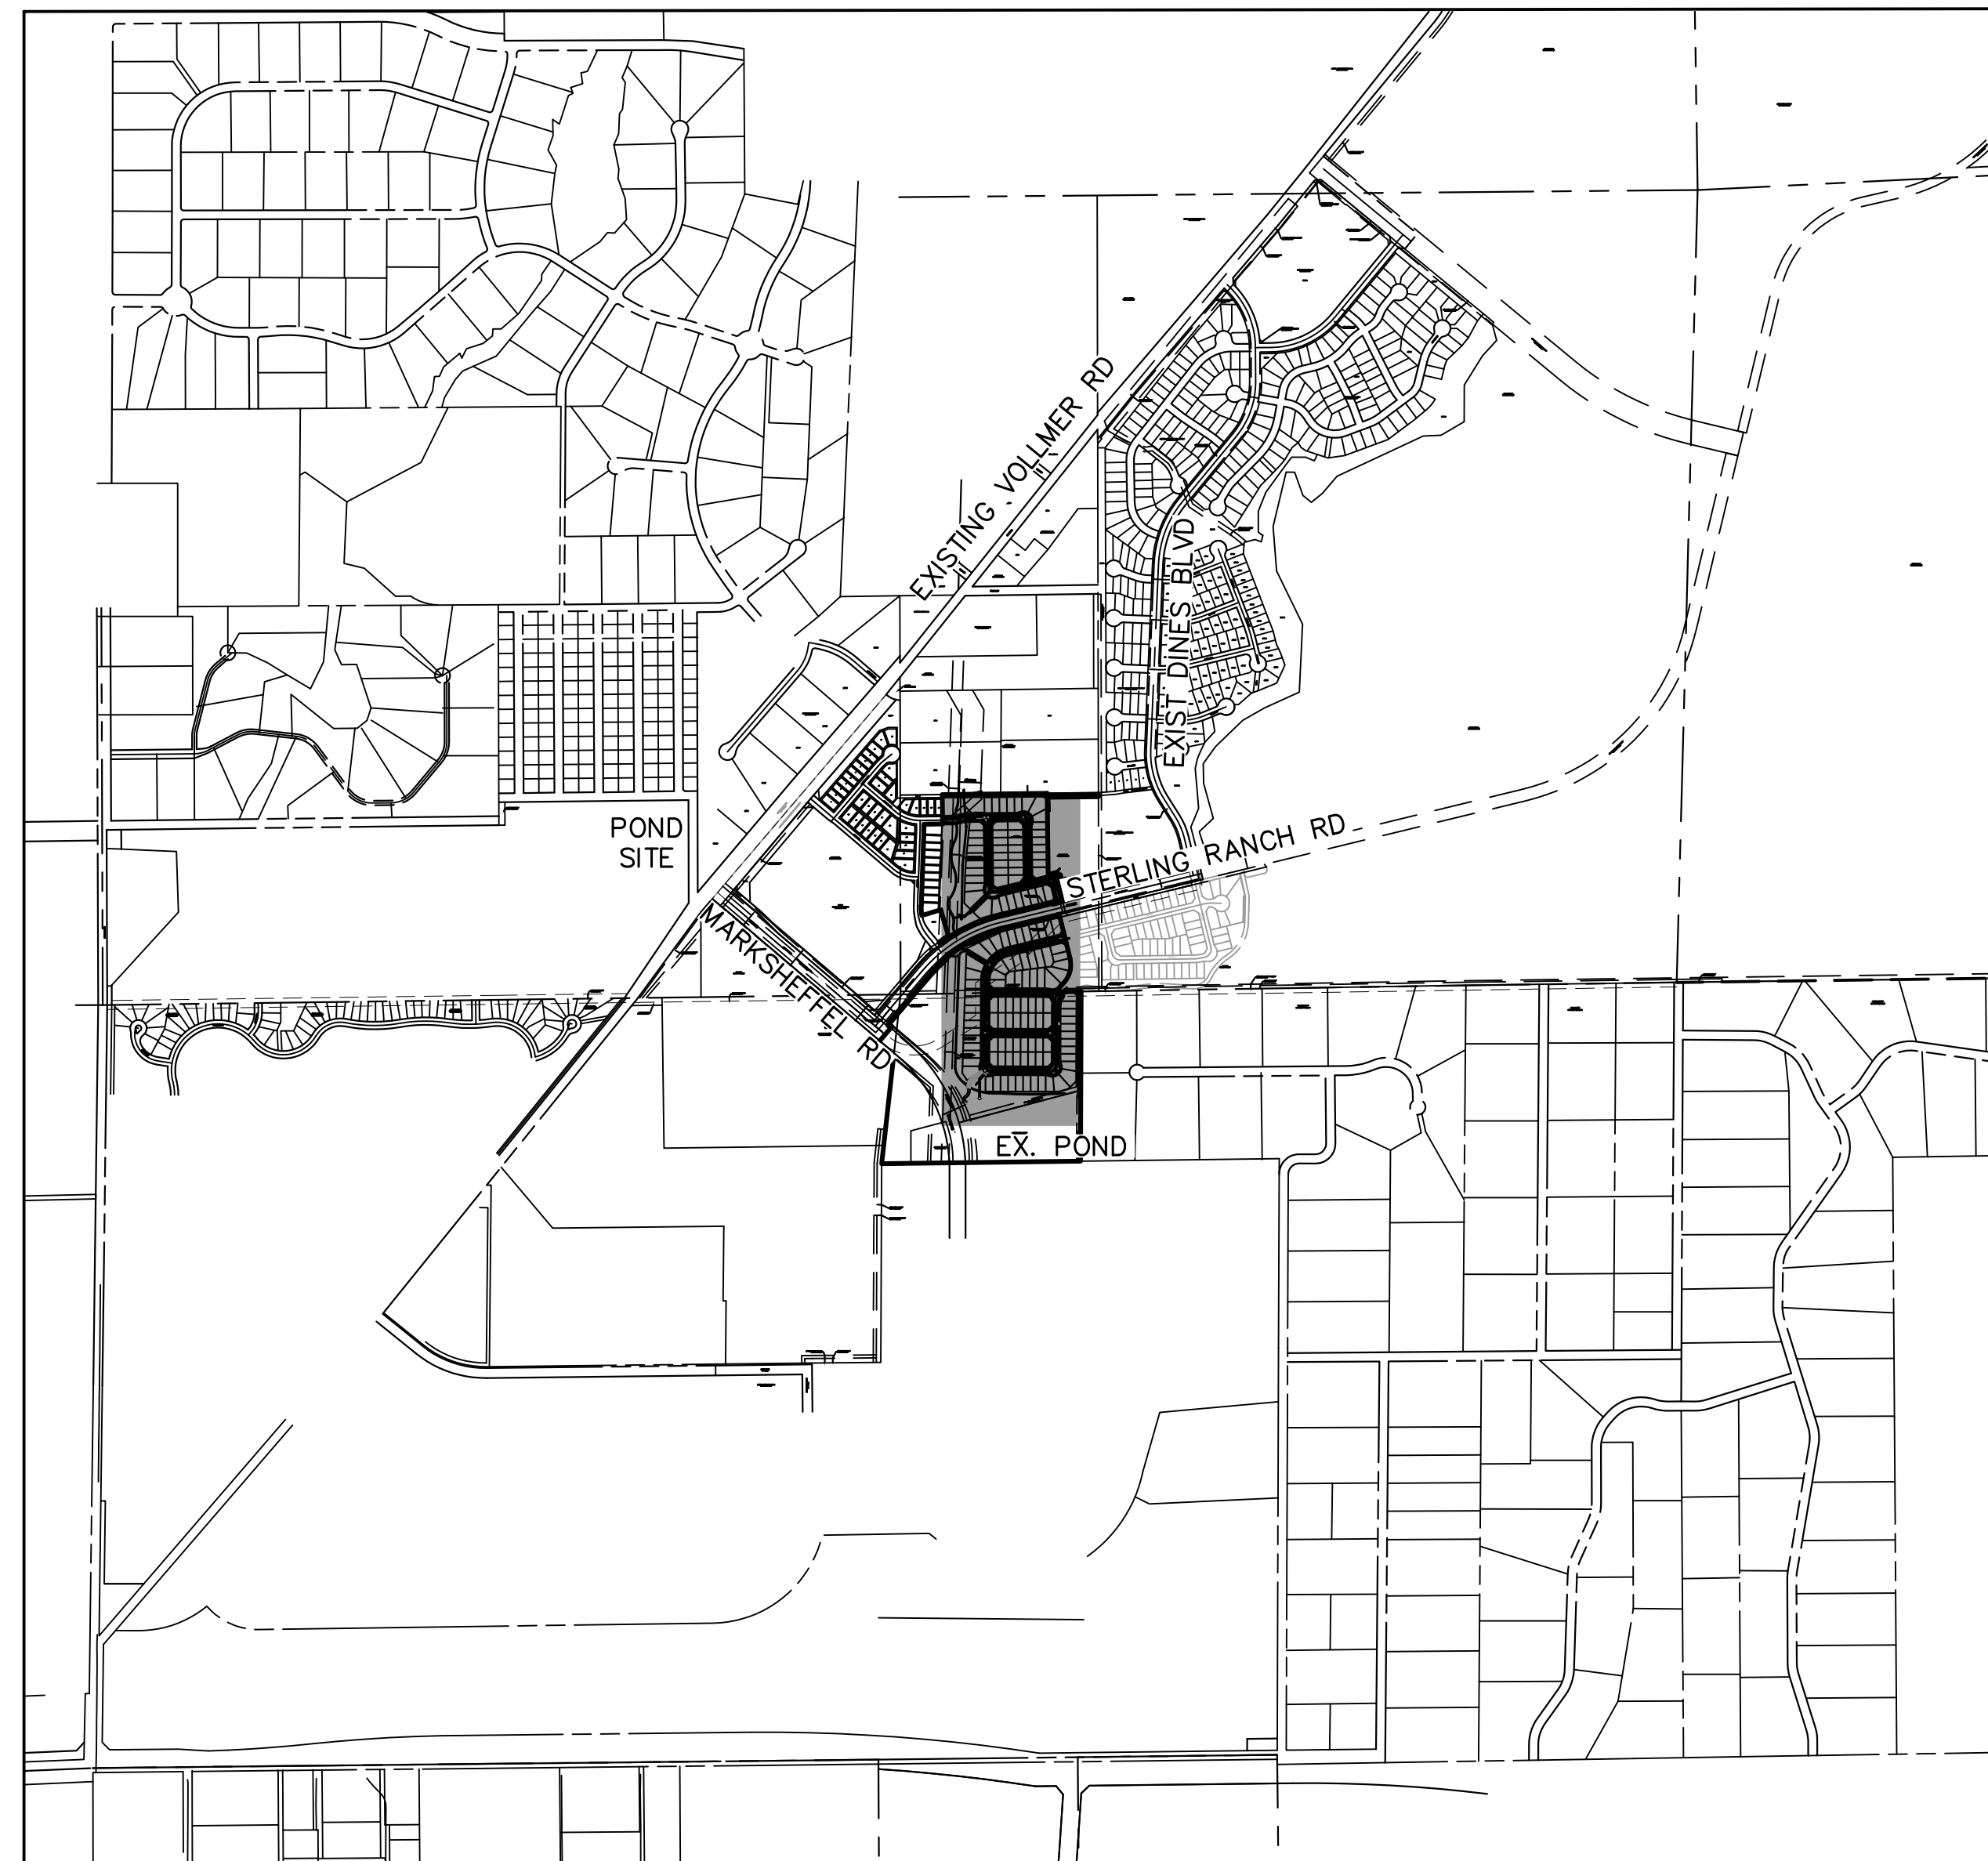 EXISTING VOLLMER RD
EXIST DINES BLVD
POND
SITE
STERLING RANCH RD
MARKSHEFFEL RD
EX. POND